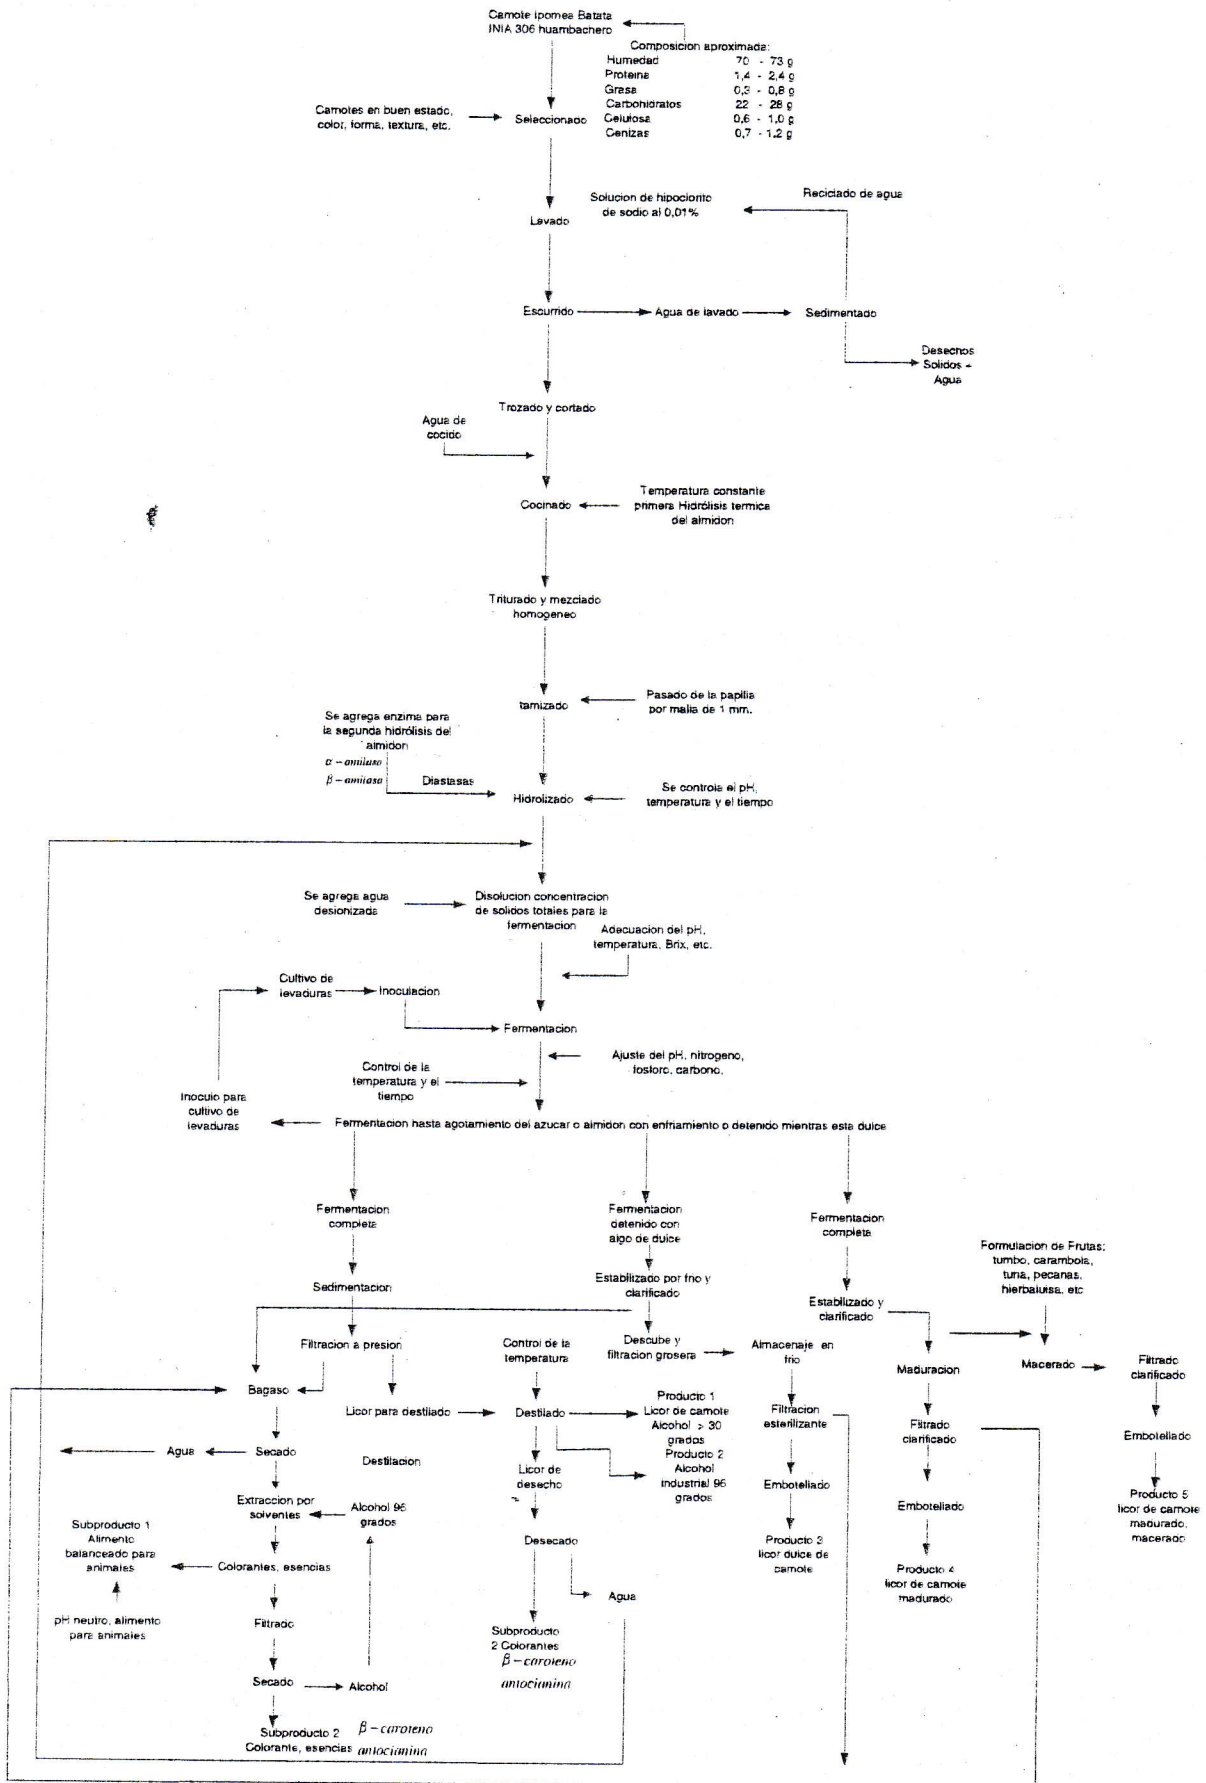 Camote Ipomea Batata
INIA 306 huambachero
Composicion aproximada:
Humedad 70 - 73 g
Proteina 1,4 - 2,4 g
Grasa 0,3 - 0,8 g
Carbohidratos 22 - 28 g
Celulosa 0,6 - 1,0 g
Cenizas 0,7 - 1,2 g
Camotes en buen estado,
color, forma, textura, etc.
Seleccionado
Solucion de hipoclorito
de sodio al 0,01%
Reciclado de agua
Lavado
Escurrido
Agua de lavado
Sedimentado
Desechos
Solidos +
Agua
Trozado y cortado
Agua de
cocido
Cocinado
Temperatura constante
primera Hidrólisis termica
del almidon
Triturado y mezclado
homogeneo
tamizado
Pasado de la papilla
por malla de 1 mm.
Se agrega enzima para
la segunda hidrólisis del
almidon
α - amilasa
β - amilasa
Diastasas
Hidrolizado
Se controla el pH,
temperatura y el tiempo
Se agrega agua
desionizada
Disolucion concentracion
de solidos totales para la
fermentacion
Adecuacion del pH,
temperatura, Brix, etc.
Cultivo de
levaduras
Inoculacion
Fermentacion
Ajuste del pH, nitrogeno,
fosforo, carbono.
Control de la
temperatura y el
tiempo
Inoculo para
cultivo de
levaduras
Fermentacion hasta agotamiento del azucar o almidon con enfriamiento o detenido mientras esta dulce
Fermentacion
completa
Fermentacion
detenido con
algo de dulce
Fermentacion
completa
Formulacion de Frutas:
tumbo, carambola,
tuna, pecanas,
hierbaluisa, etc
Sedimentacion
Estabilizado por frio y
clarificado
Estabilizado y
clarificado
Filtracion a presion
Control de la
temperatura
Descube y
filtracion grosera
Almacenaje en
frio
Maduracion
Macerado
Filtrado
clarificado
Bagaso
Licor para destilado
Destilado
Producto 1
Licor de camote
Alcohol > 30
grados
Producto 2
Alcohol
industrial 96
grados
Filtracion
esterilizante
Filtrado
clarificado
Embotellado
Agua
Secado
Destilacion
Licor de
desecho
Embotellado
Embotellado
Producto 5
licor de camote
madurado,
macerado
Extraccion por
solventes
Alcohol 96
grados
Subproducto 1
Alimento
balanceado para
animales
Colorantes, esencias
Desecado
Producto 3
licor dulce de
camote
Producto 4
licor de camote
madurado
pH neutro, alimento
para animales
Filtrado
Agua
Subproducto
2 Colorantes
β - caroteno
antocianina
Secado
Alcohol
Subproducto 2
Colorante, esencias
β - caroteno
antocianina